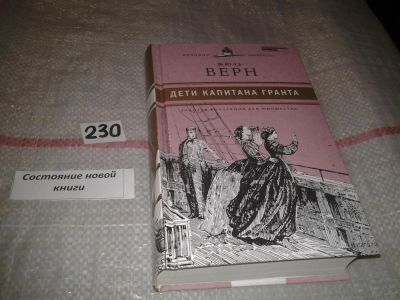 ЖЮЛЬ
ВЕРН
ДЕТИ КАПИТАНА ГРАНТА
230
Состояние новой
книги